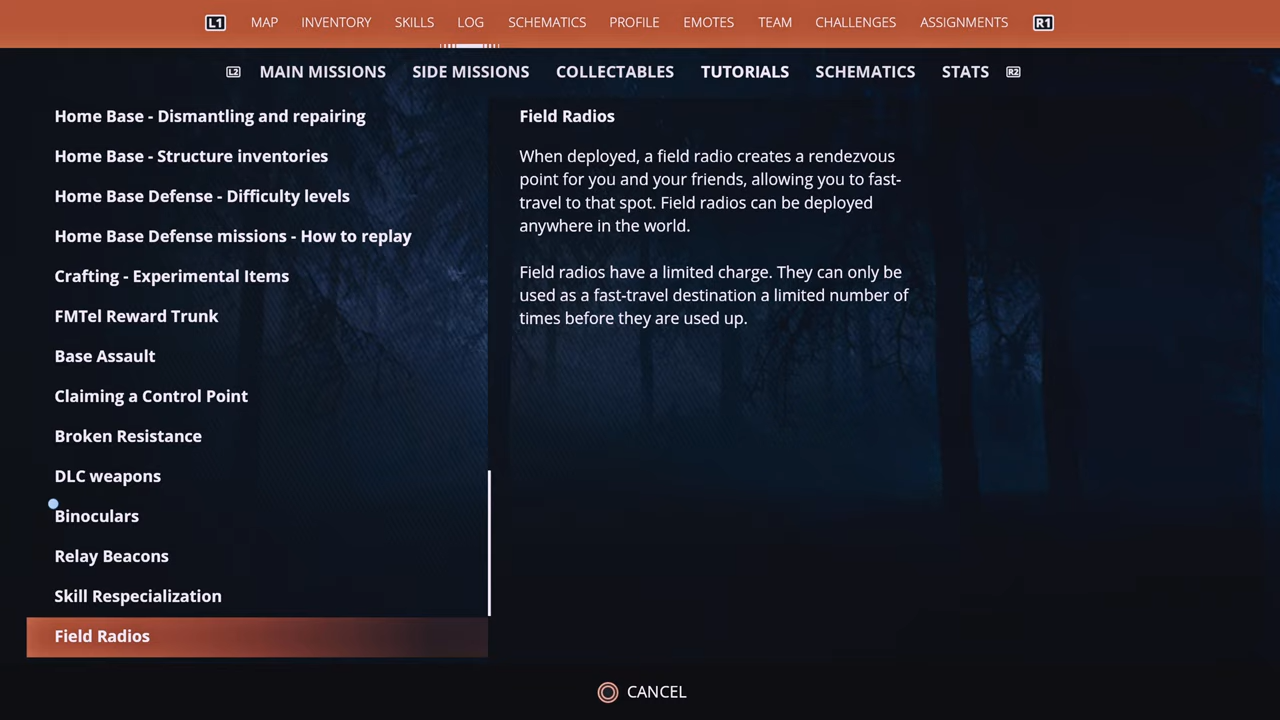 L1 MAP INVENTORY SKILLS LOG SCHEMATICS PROFILE EMOTES TEAM CHALLENGES ASSIGNMENTS R1
L2 MAIN MISSIONS SIDE MISSIONS COLLECTABLES TUTORIALS SCHEMATICS STATS R2
Home Base - Dismantling and repairing
Home Base - Structure inventories
Home Base Defense - Difficulty levels
Home Base Defense missions - How to replay
Crafting - Experimental Items
FMTel Reward Trunk
Base Assault
Claiming a Control Point
Broken Resistance
DLC weapons
Binoculars
Relay Beacons
Skill Respecialization
Field Radios
Field Radios
When deployed, a field radio creates a rendezvous
point for you and your friends, allowing you to fast-
travel to that spot. Field radios can be deployed
anywhere in the world.
Field radios have a limited charge. They can only be
used as a fast-travel destination a limited number of
times before they are used up.
CANCEL